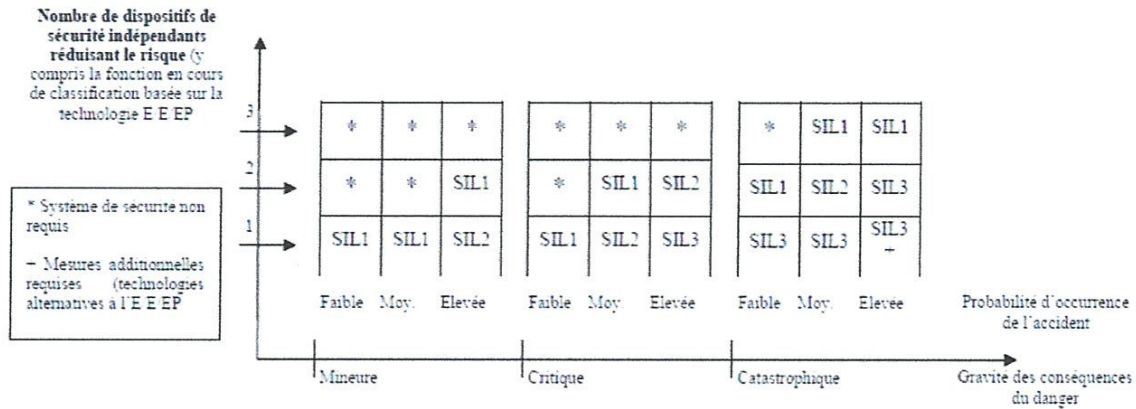 Nombre de dispositifs de
sécurité indépendants
réduisant le risque (y
compris la fonction en cours
de classification basée sur la
technologie E/E/EP
3
* * * * * * * SIL1 SIL1
2
* * SIL1 * SIL1 SIL2 SIL1 SIL2 SIL3
1
SIL1 SIL1 SIL2 SIL1 SIL2 SIL3 SIL3 SIL3 SIL3
+
* Système de sécurité non
requis
+ Mesures additionnelles
requises (technologies
alternatives à l'E/E/EP
Faible Moy. Elevée Faible Moy. Elevée Faible Moy. Elevée
Probabilité d'occurrence
de l'accident
Mineure Critique Catastrophique
Gravité des conséquences
du danger